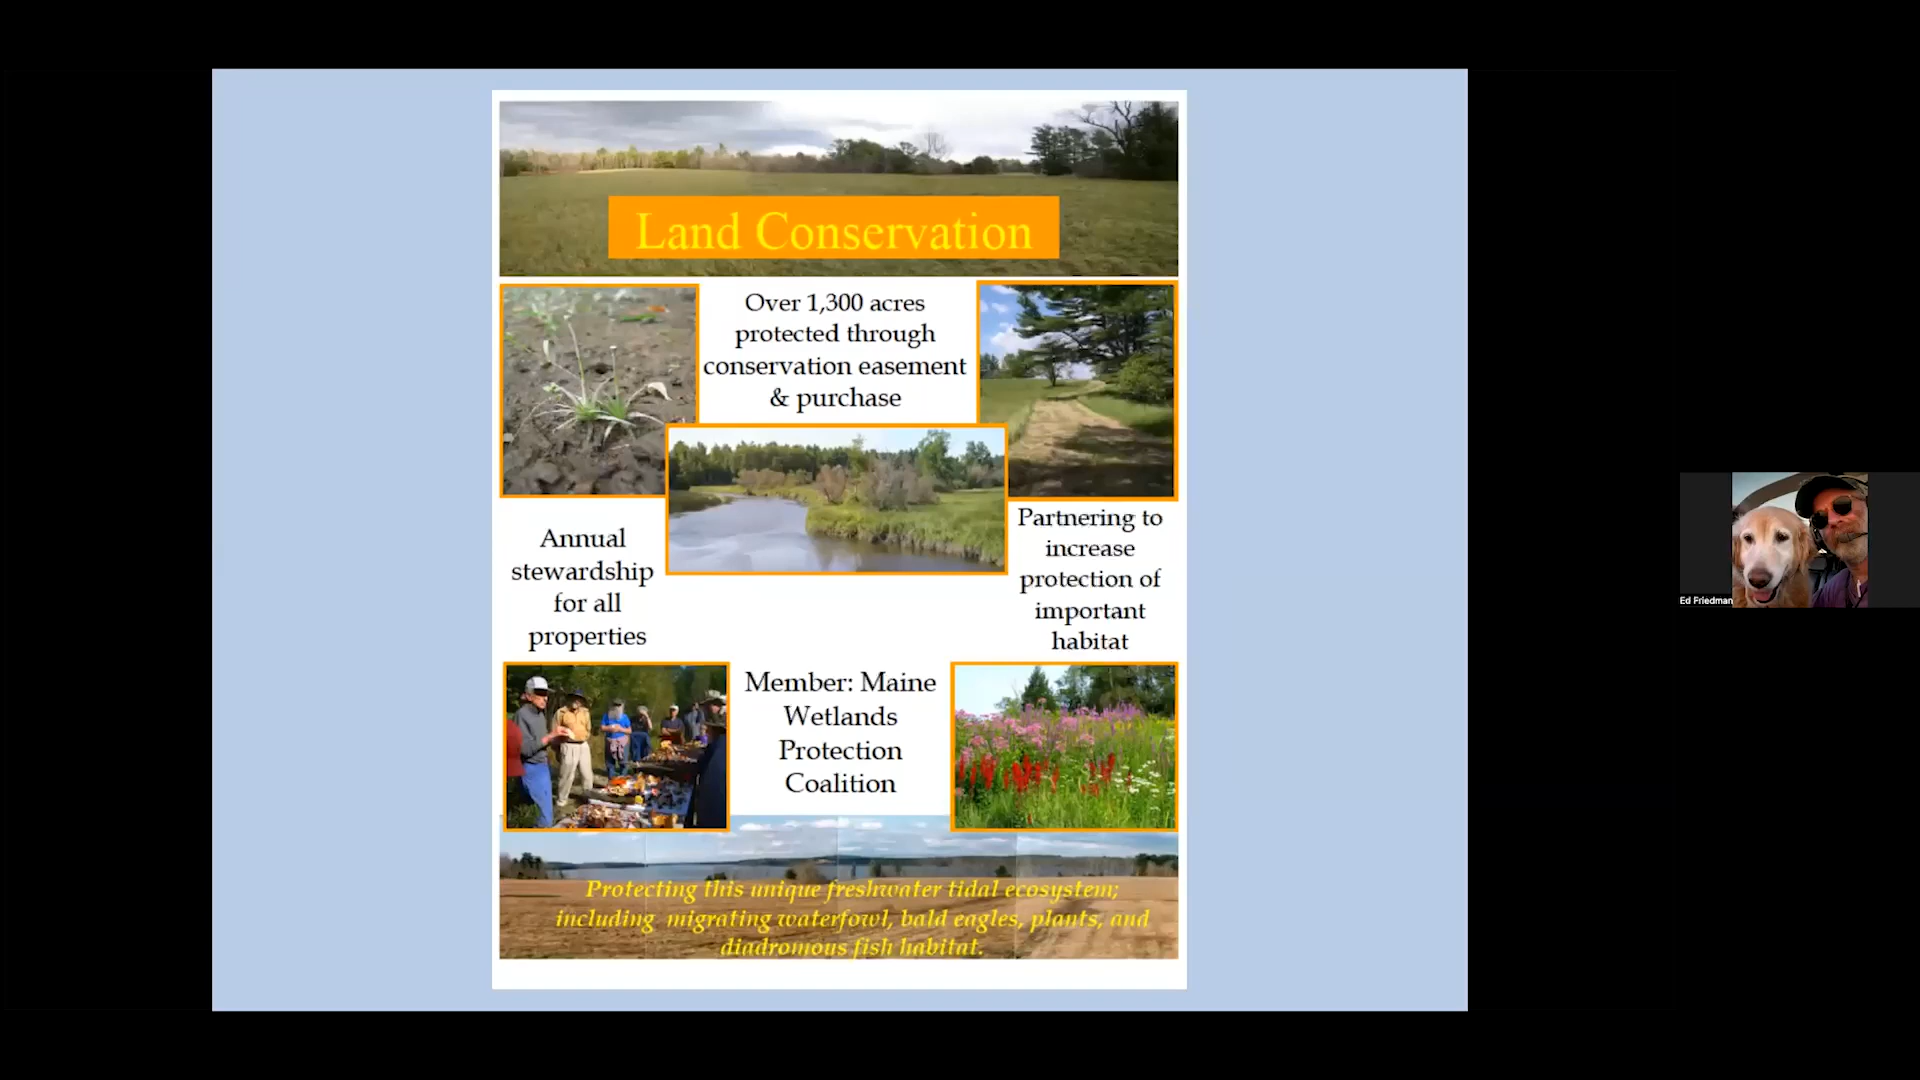 Land Conservation
Over 1,300 acres
protected through
conservation easement
& purchase
Annual
stewardship
for all
properties
Partnering to
increase
protection of
important
habitat
Member: Maine
Wetlands
Protection
Coalition
Protecting this unique freshwater tidal ecosystem;
including migrating waterfowl, bald eagles, plants, and
diadromous fish habitat.
Ed Friedman